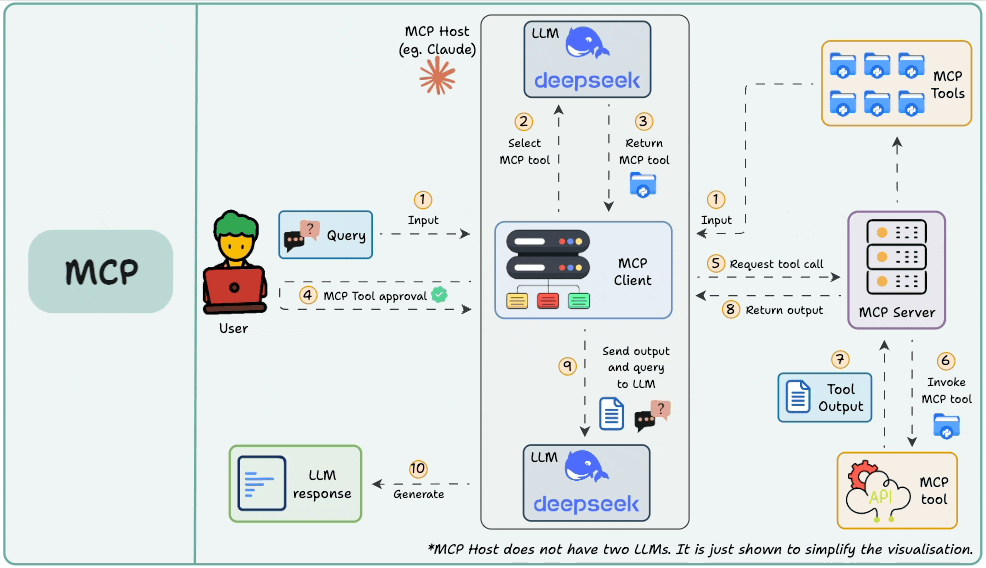 MCP
MCP Host
(eg. Claude)
LLM
deepseek
MCP
Tools
2
Select
MCP tool
3
Return
MCP tool
1
Input
1
Input
?
Query
MCP
Client
5 Request tool call
4 MCP Tool approval
8 Return output
MCP Server
User
9
Send output
and query
to LLM
?
7
Tool
Output
6
Invoke
MCP tool
LLM
deepseek
10
Generate
LLM
response
API
MCP
tool
*MCP Host does not have two LLMs. It is just shown to simplify the visualisation.